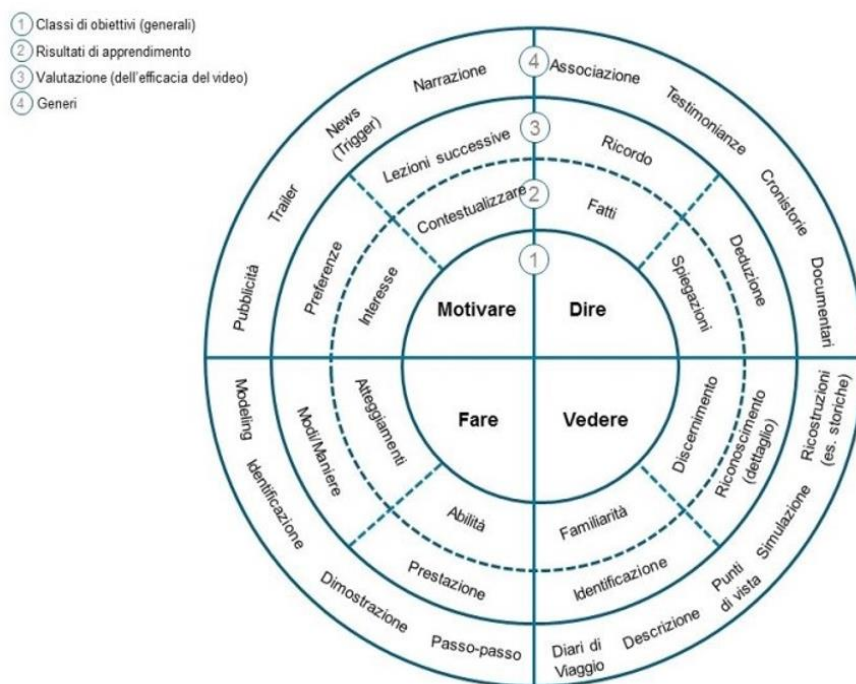 1 Classi di obiettivi (generali)
2 Risultati di apprendimento
3 Valutazione (dell'efficacia del video)
4 Generi
4
3
2
1
Motivare
Dire
Fare
Vedere
Contestualizzare
Fatti
Spiegazioni
Discernimento
Familiarità
Abilità
Atteggiamenti
Interesse
Lezioni successive
Ricordo
Deduzione
Riconoscimento
(dettaglio)
Identificazione
Prestazione
Modi/Maniere
Preferenze
Narrazione
Associazione
Testimonianze
Cronistorie
Documentari
Ricostruzioni
(es. storiche)
Simulazione
Punti
di vista
Descrizione
Diari di
Viaggio
Passo-passo
Dimostrazione
Identificazione
Modeling
Pubblicità
Trailer
News
(Trigger)